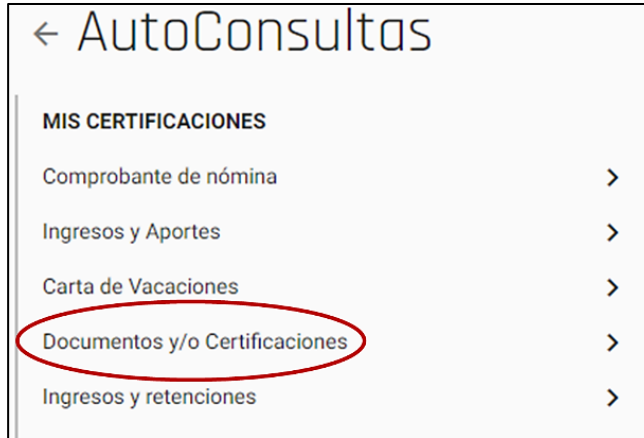 AutoConsultas
MIS CERTIFICACIONES
Comprobante de nómina
Ingresos y Aportes
Carta de Vacaciones
Documentos y/o Certificaciones
Ingresos y retenciones